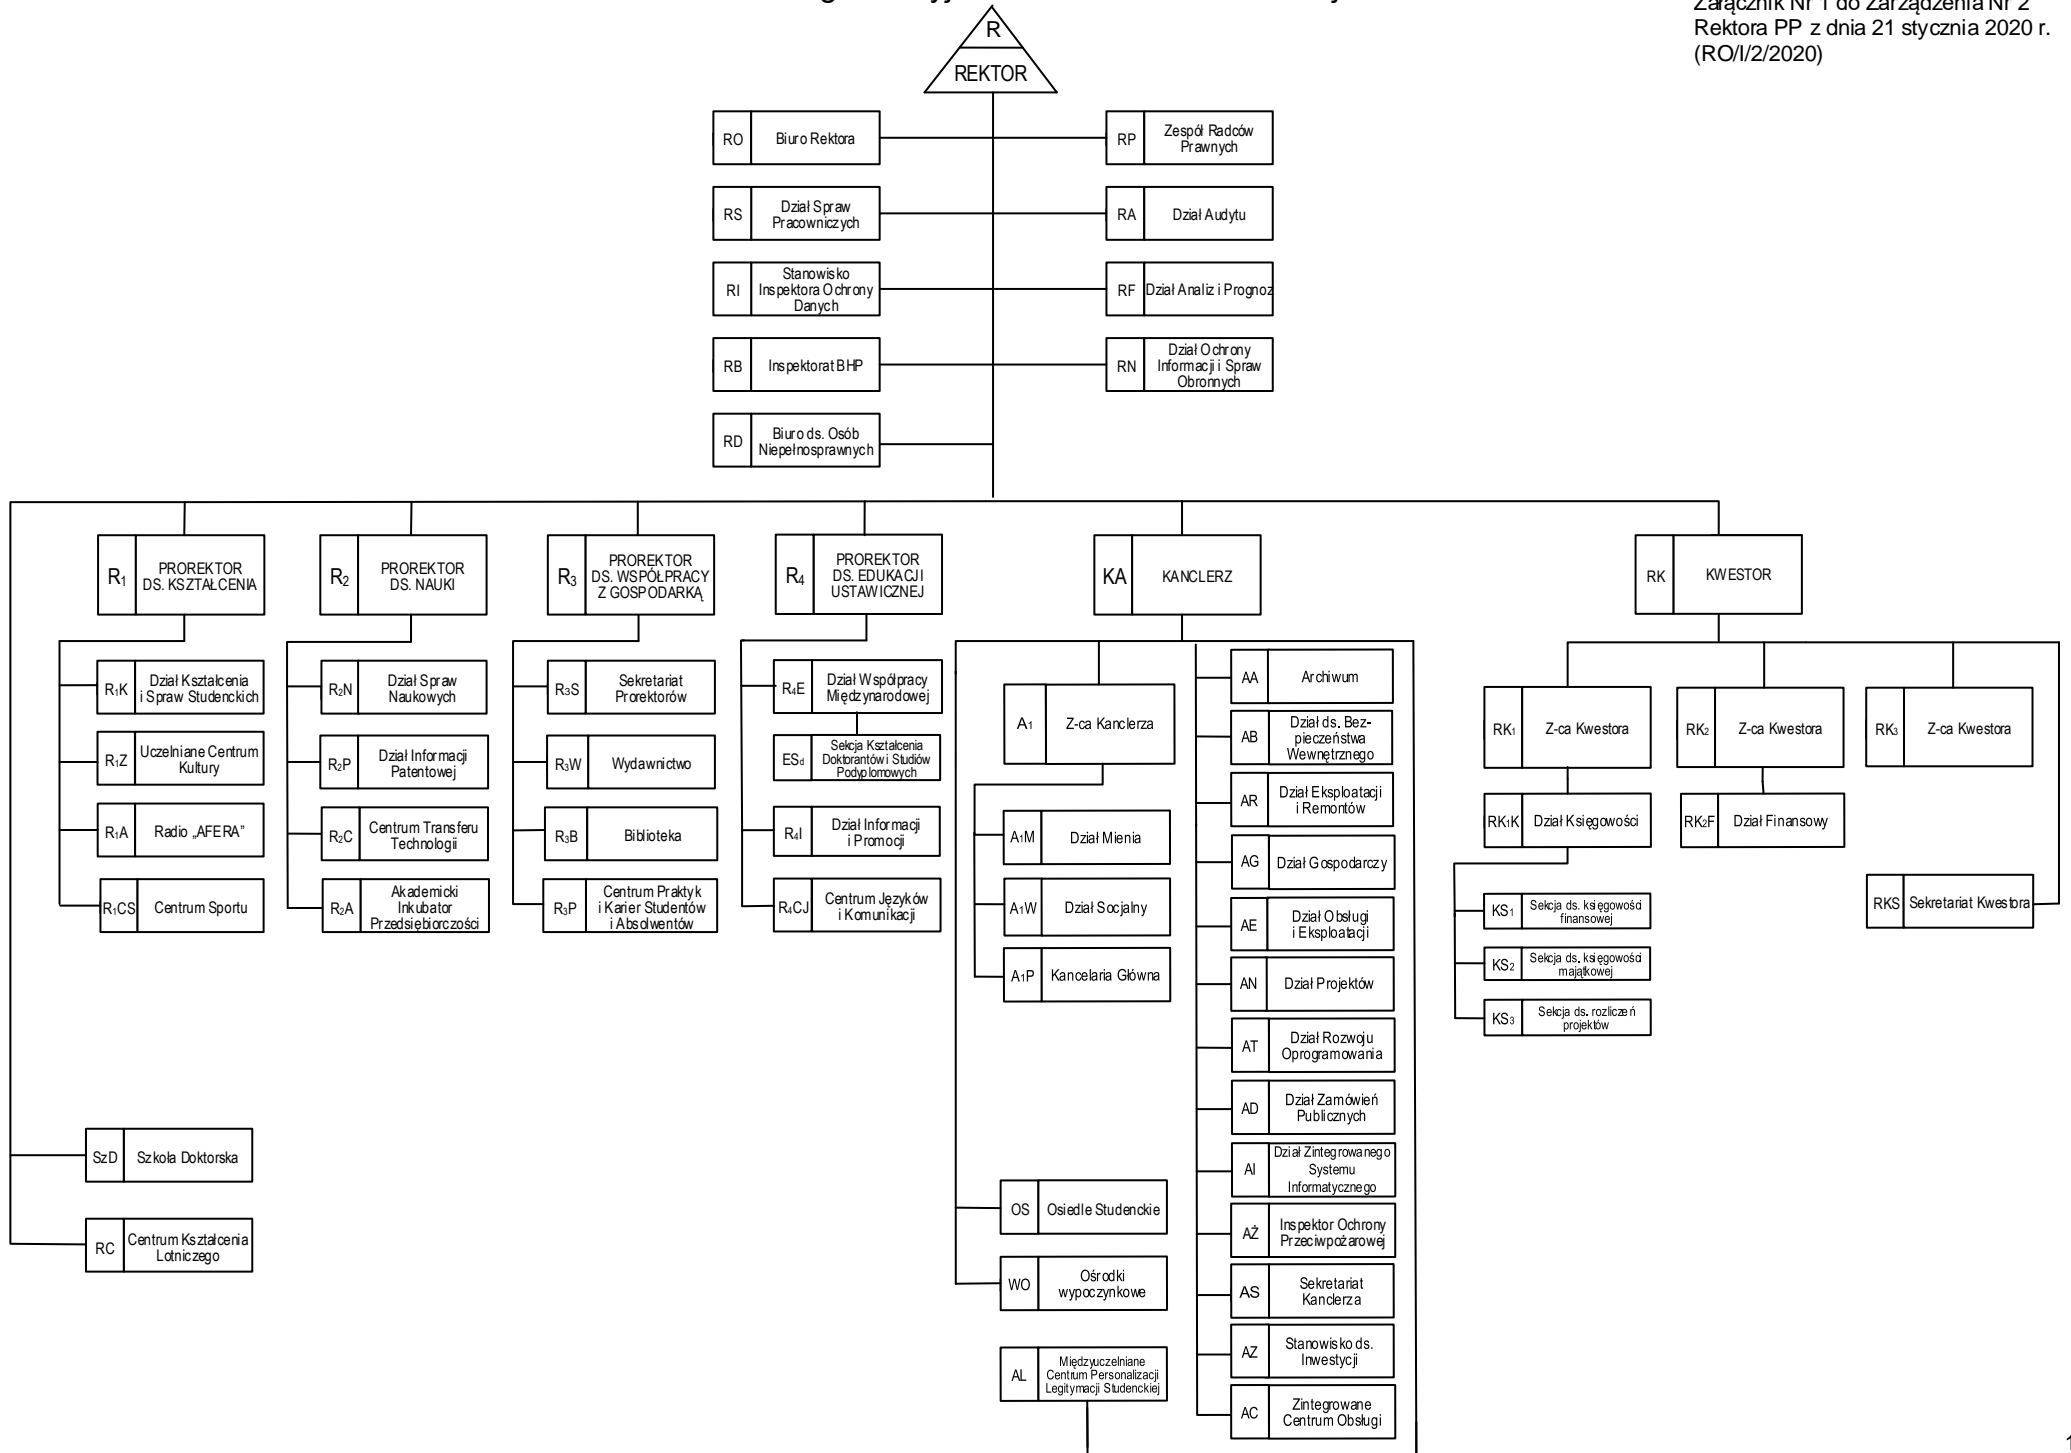 Załącznik Nr 1 do Zarządzenia Nr 2
Rektora PP z dnia 21 stycznia 2020 r.
(RO/I/2/2020)
R
REKTOR
RO
Biuro Rektora
RP
Zespół Radców
Prawnych
RS
Dział Spraw
Pracowniczych
RA
Dział Audytu
RI
Stanowisko
Inspektora Ochrony
Danych
RF
Dział Analiz i Prognoz
RB
Inspektorat BHP
RN
Dział Ochrony
Informacji i Spraw
Obronnych
RD
Biuro ds. Osób
Niepełnosprawnych
R1
PROREKTOR
DS. KSZTAŁCENIA
R2
PROREKTOR
DS. NAUKI
R3
PROREKTOR
DS. WSPÓŁPRACY
Z GOSPODARKĄ
R4
PROREKTOR
DS. EDUKACJI
USTAWICZNEJ
KA
KANCLERZ
RK
KWESTOR
R1K
Dział Kształcenia
i Spraw Studenckich
R1Z
Uczelniane Centrum
Kultury
R1A
Radio „AFERA”
R1CS
Centrum Sportu
R2N
Dział Spraw
Naukowych
R2P
Dział Informacji
Patentowej
R2C
Centrum Transferu
Technologii
R2A
Akademicki
Inkubator
Przedsiębiorczości
R3S
Sekretariat
Prorektorów
R3W
Wydawnictwo
R3B
Biblioteka
R3P
Centrum Praktyk
i Karier Studentów
i Absolwentów
R4E
Dział Współpracy
Międzynarodowej
ESd
Sekcja Kształcenia
Doktorantów i Studiów
Podyplomowych
R4I
Dział Informacji
i Promocji
R4CJ
Centrum Języków
i Komunikacji
A1
Z-ca Kanclerza
A1M
Dział Mienia
A1W
Dział Socjalny
A1P
Kancelaria Główna
OS
Osiedle Studenckie
WO
Ośrodki
wypoczynkowe
AL
Międzyuczelniane
Centrum Personalizacji
Legitymacji Studenckiej
AA
Archiwum
AB
Dział ds. Bez-
pieczeństwa
Wewnętrznego
AR
Dział Eksploatacji
i Remontów
AG
Dział Gospodarczy
AE
Dział Obsługi
i Eksploatacji
AN
Dział Projektów
AT
Dział Rozwoju
Oprogramowania
AD
Dział Zamówień
Publicznych
AI
Dział Zintegrowanego
Systemu
Informatycznego
AŻ
Inspektor Ochrony
Przeciwpożarowej
AS
Sekretariat
Kanclerza
AZ
Stanowisko ds.
Inwestycji
AC
Zintegrowane
Centrum Obsługi
RK1
Z-ca Kwestora
RK2
Z-ca Kwestora
RK3
Z-ca Kwestora
RK1K
Dział Księgowości
RK2F
Dział Finansowy
RKS
Sekretariat Kwestora
KS1
Sekcja ds. księgowości
finansowej
KS2
Sekcja ds. księgowości
majątkowej
KS3
Sekcja ds. rozliczeń
projektów
SzD
Szkoła Doktorska
RC
Centrum Kształcenia
Lotniczego